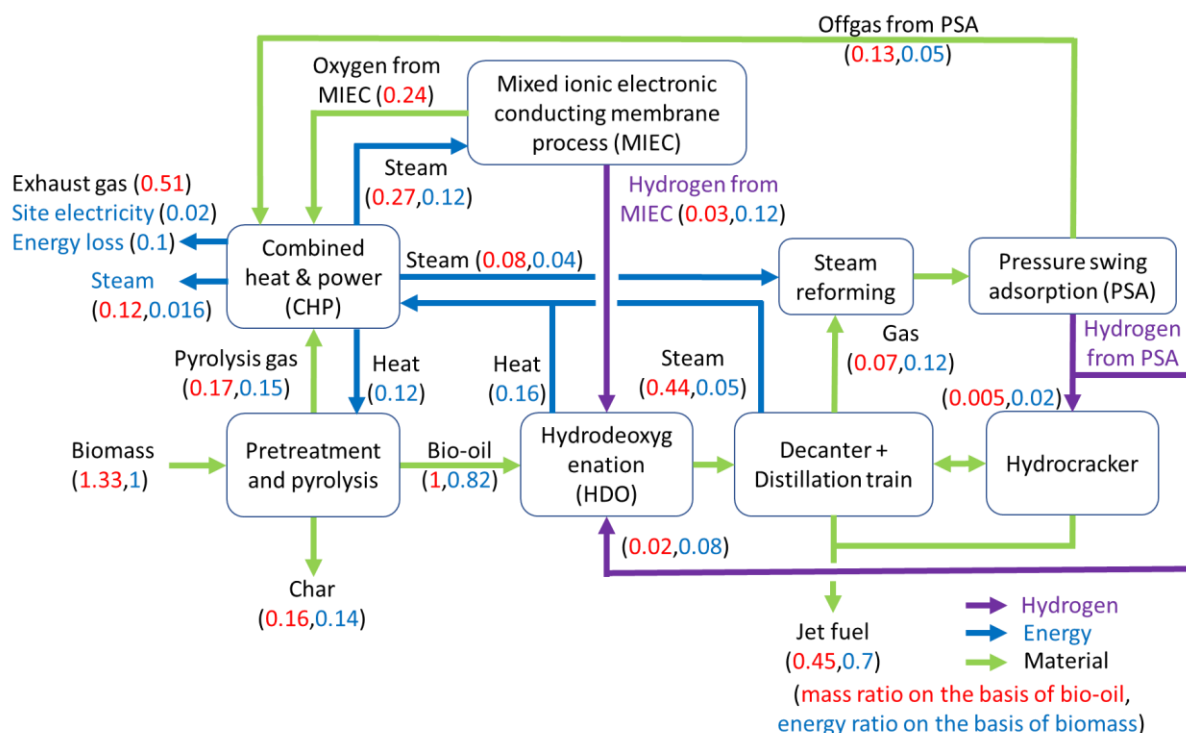 Offgas from PSA
(0.13,0.05)
Oxygen from
MIEC (0.24)
Mixed ionic electronic
conducting membrane
process (MIEC)
Steam
(0.27,0.12)
Hydrogen from
MIEC (0.03,0.12)
Exhaust gas (0.51)
Site electricity (0.02)
Energy loss (0.1)
Steam
(0.12,0.016)
Combined
heat & power
(CHP)
Steam (0.08,0.04)
Steam
reforming
Pressure swing
adsorption (PSA)
Pyrolysis gas
(0.17,0.15)
Heat
(0.12)
Heat
(0.16)
Steam
(0.44,0.05)
Gas
(0.07,0.12)
Hydrogen
from PSA
(0.005,0.02)
Biomass
(1.33,1)
Pretreatment
and pyrolysis
Bio-oil
(1,0.82)
Hydrodeoxyg
enation
(HDO)
Decanter +
Distillation train
Hydrocracker
(0.02,0.08)
Char
(0.16,0.14)
Jet fuel
(0.45,0.7)
Hydrogen
Energy
Material
(mass ratio on the basis of bio-oil,
energy ratio on the basis of biomass)